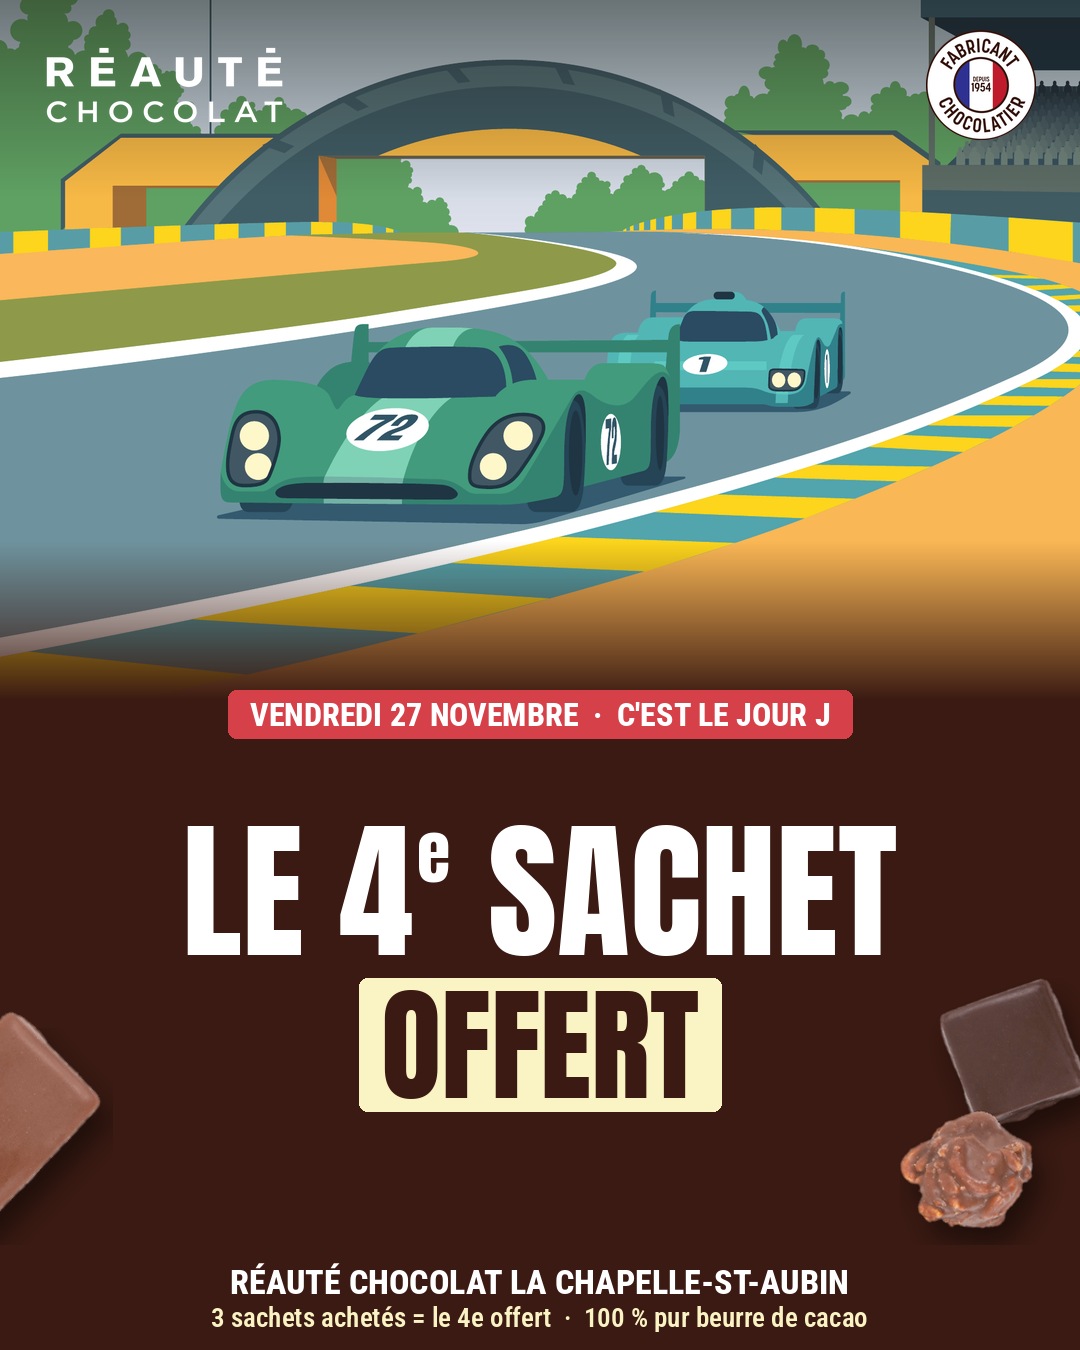 RÉAUTÉ
CHOCOLAT
FABRICANT
DEPUIS
1954
CHOCOLATIER
1
72
72
VENDREDI 27 NOVEMBRE · C'EST LE JOUR J
LE 4e SACHET
OFFERT
RÉAUTÉ CHOCOLAT LA CHAPELLE-ST-AUBIN
3 sachets achetés = le 4e offert · 100 % pur beurre de cacao